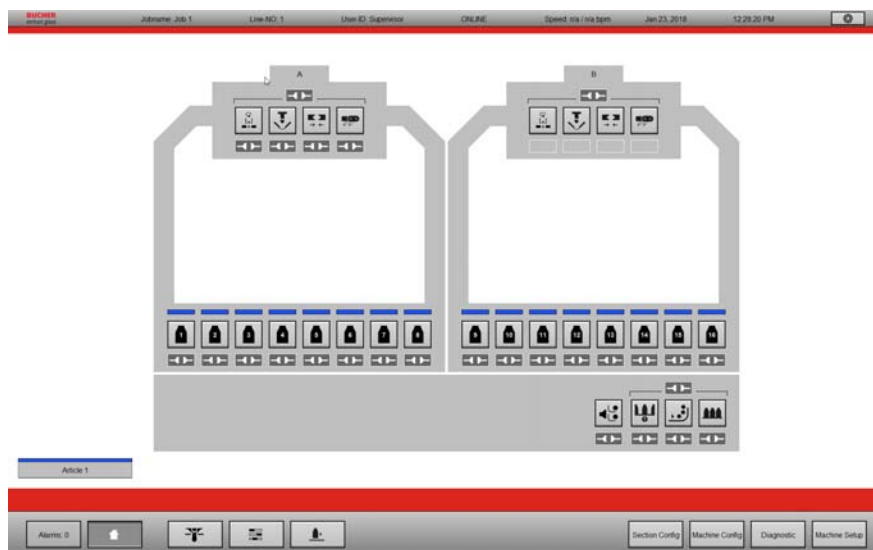 BUCHER
emhart glass
Jobname: Job 1 Line-NO: 1 User-ID: Supervisor ONLINE Speed: n/a / n/a bpm Jan 23, 2018 12:28:20 PM
A B
1 2 3 4 5 6 7 8 9 10 11 12 13 14 15 16
Article 1
Alarms: 0 Section Config Machine Config Diagnostic Machine Setup